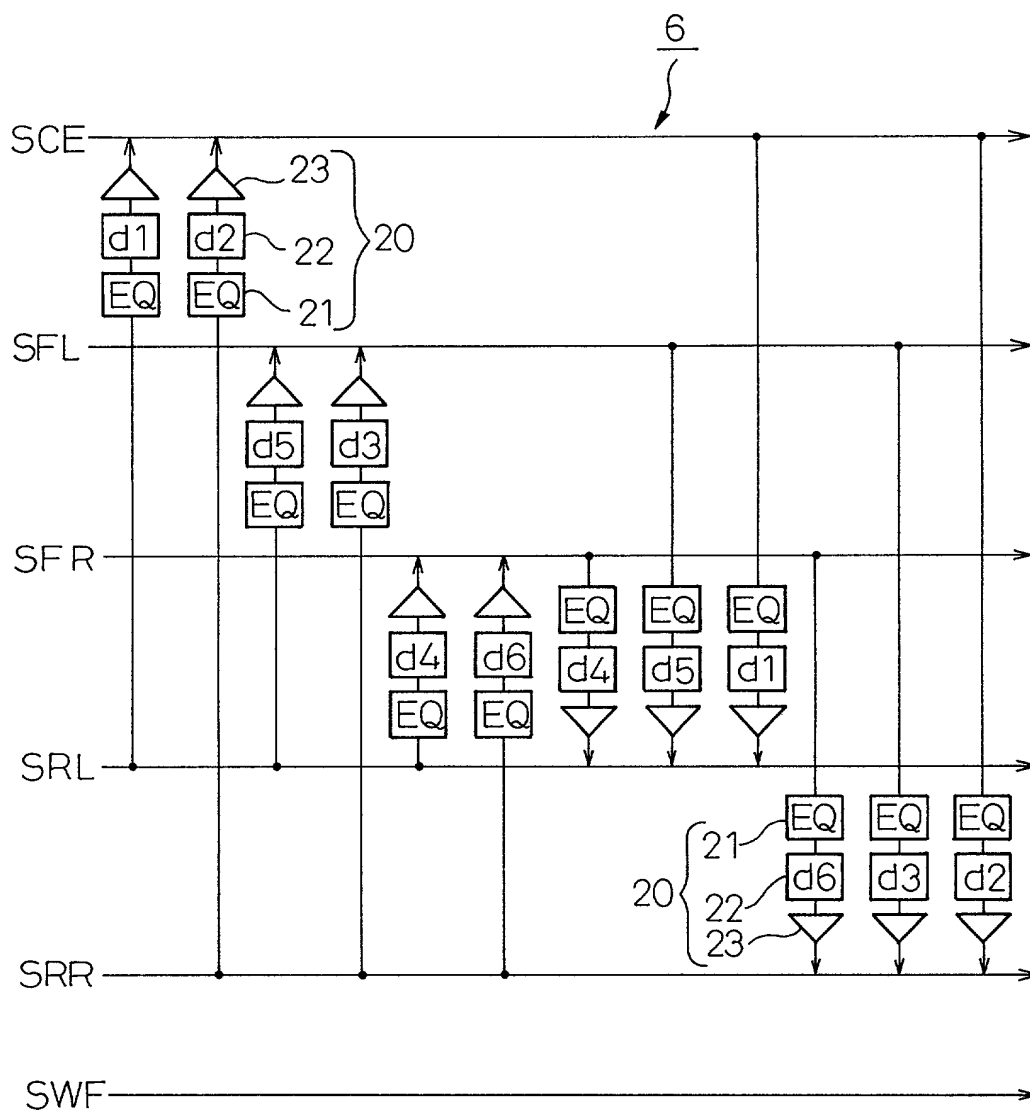 6
SCE
23
d1 d2 22 20
EQ EQ 21
SFL
d5 d3
EQ EQ
SFR
EQ EQ EQ
d4 d6 d4 d5 d1
EQ EQ
SRL
21 EQ EQ EQ
20 22 d6 d3 d2
23
SRR
SWF